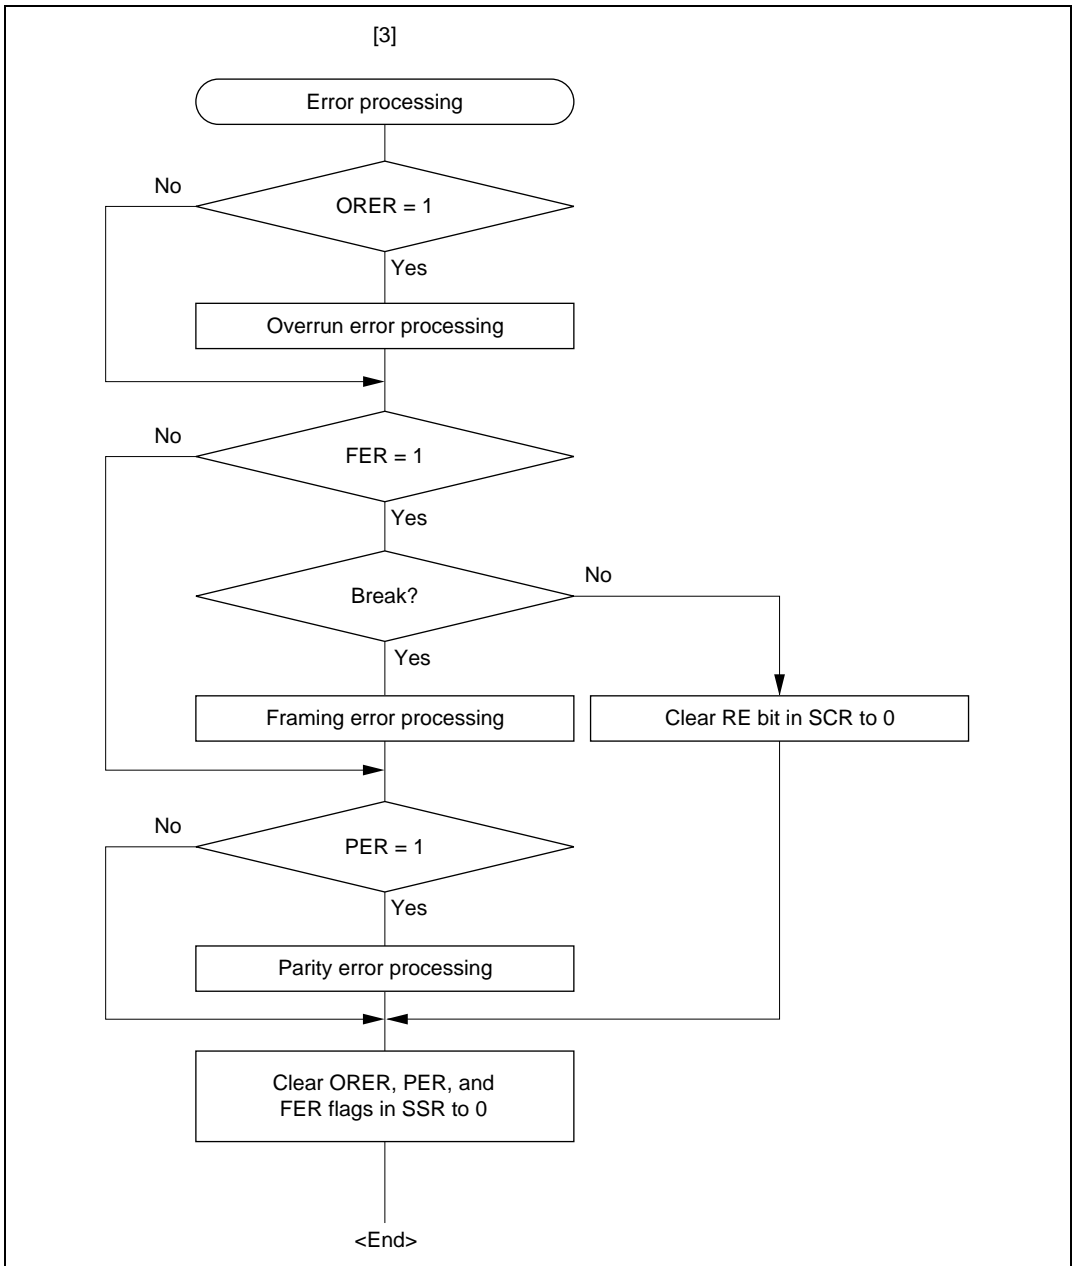 [3]
Error processing
No
ORER = 1
Yes
Overrun error processing
No
FER = 1
Yes
Break?
No
Yes
Framing error processing
Clear RE bit in SCR to 0
No
PER = 1
Yes
Parity error processing
Clear ORER, PER, and
FER flags in SSR to 0
<End>